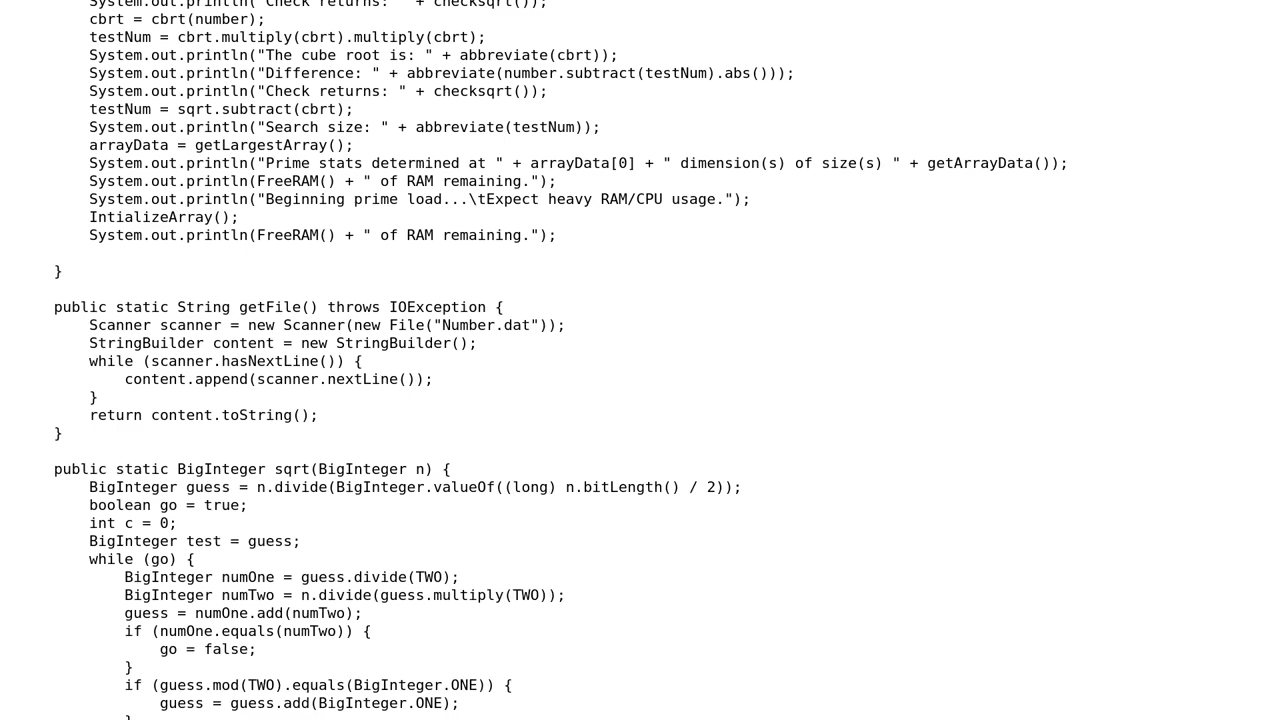 System.out.println("Check returns: " + checksqrt());
cbrt = cbrt(number);
testNum = cbrt.multiply(cbrt).multiply(cbrt);
System.out.println("The cube root is: " + abbreviate(cbrt));
System.out.println("Difference: " + abbreviate(number.subtract(testNum).abs()));
System.out.println("Check returns: " + checksqrt());
testNum = sqrt.subtract(cbrt);
System.out.println("Search size: " + abbreviate(testNum));
arrayData = getLargestArray();
System.out.println("Prime stats determined at " + arrayData[0] + " dimension(s) of size(s) " + getArrayData());
System.out.println(FreeRAM() + " of RAM remaining.");
System.out.println("Beginning prime load...\tExpect heavy RAM/CPU usage.");
IntializeArray();
System.out.println(FreeRAM() + " of RAM remaining.");
}
public static String getFile() throws IOException {
Scanner scanner = new Scanner(new File("Number.dat"));
StringBuilder content = new StringBuilder();
while (scanner.hasNextLine()) {
content.append(scanner.nextLine());
}
return content.toString();
}
public static BigInteger sqrt(BigInteger n) {
BigInteger guess = n.divide(BigInteger.valueOf((long) n.bitLength() / 2));
boolean go = true;
int c = 0;
BigInteger test = guess;
while (go) {
BigInteger numOne = guess.divide(TWO);
BigInteger numTwo = n.divide(guess.multiply(TWO));
guess = numOne.add(numTwo);
if (numOne.equals(numTwo)) {
go = false;
}
if (guess.mod(TWO).equals(BigInteger.ONE)) {
guess = guess.add(BigInteger.ONE);
}